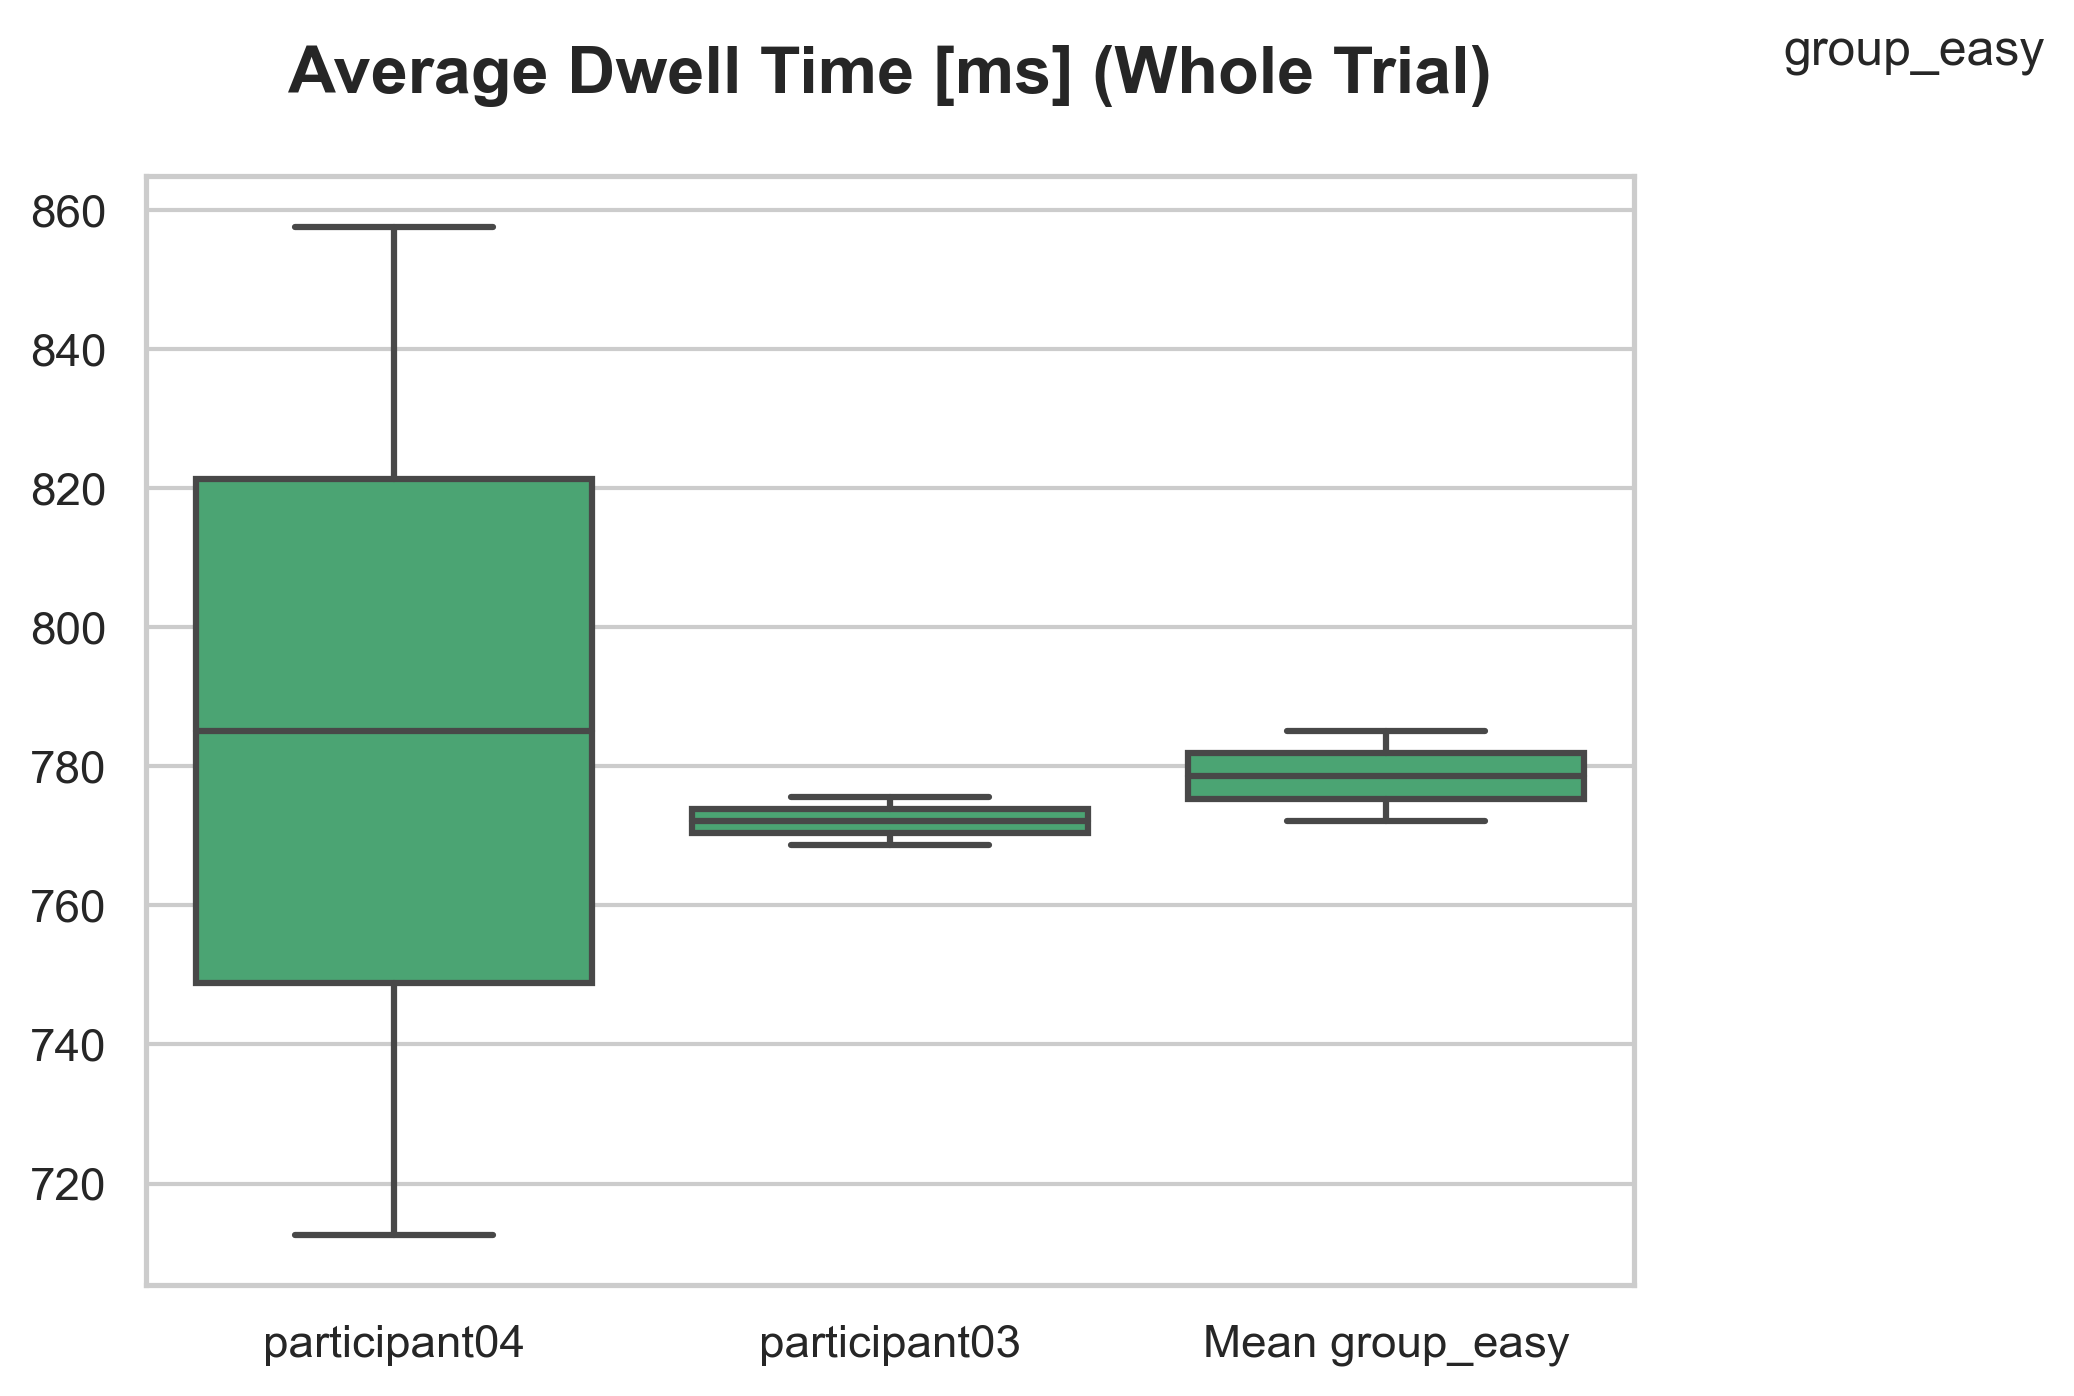 group_easy
Average Dwell Time [ms] (Whole Trial)
860
840
820
800
780
760
740
720
participant04
participant03
Mean group_easy